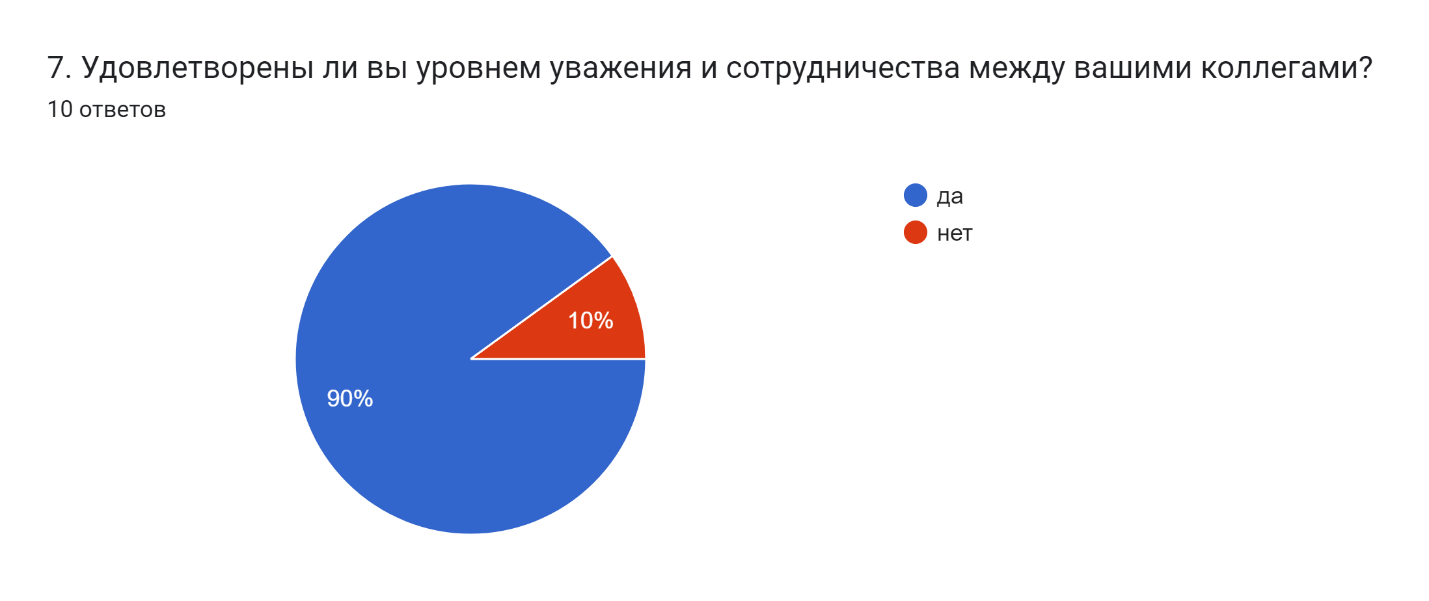 7. Удовлетворены ли вы уровнем уважения и сотрудничества между вашими коллегами?
10 ответов
да
нет
10%
90%